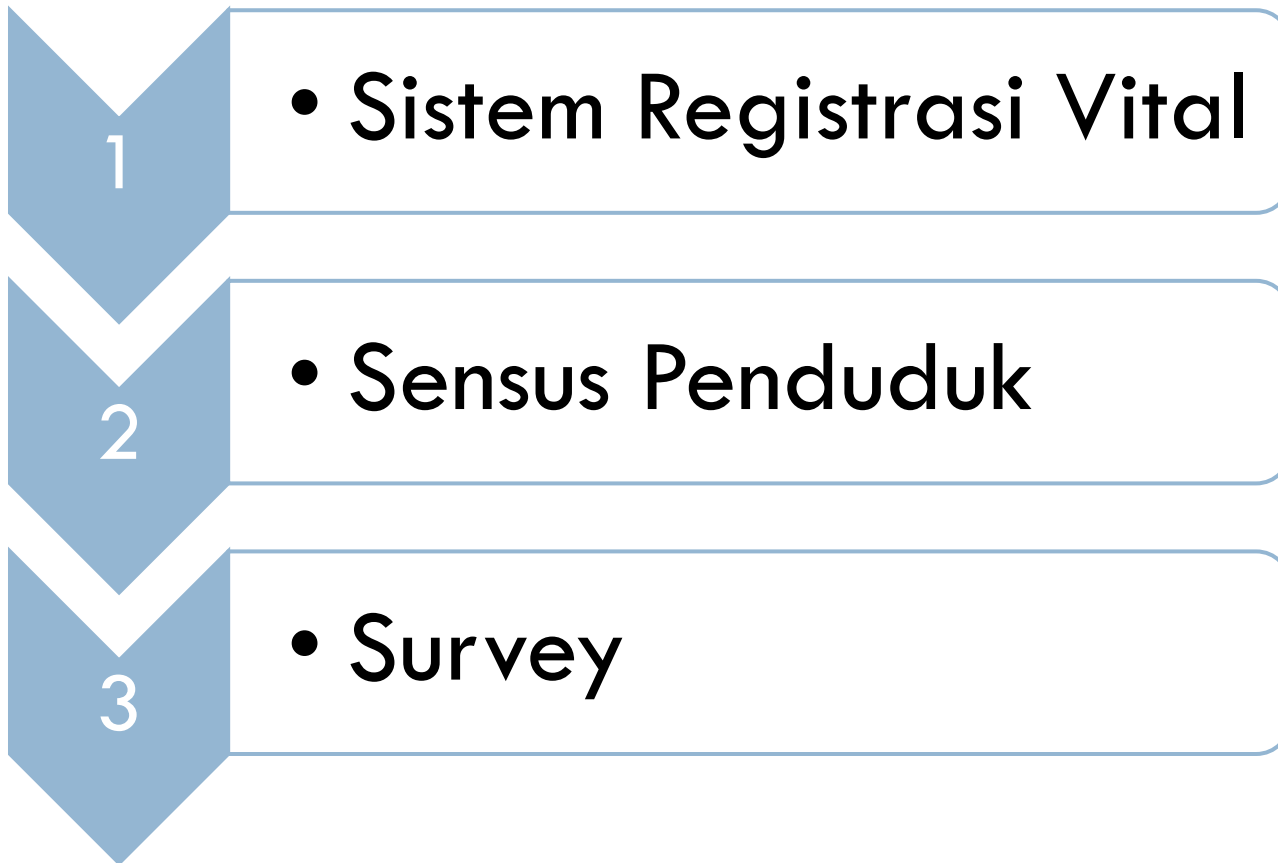 1
• Sistem Registrasi Vital
2
• Sensus Penduduk
3
• Survey